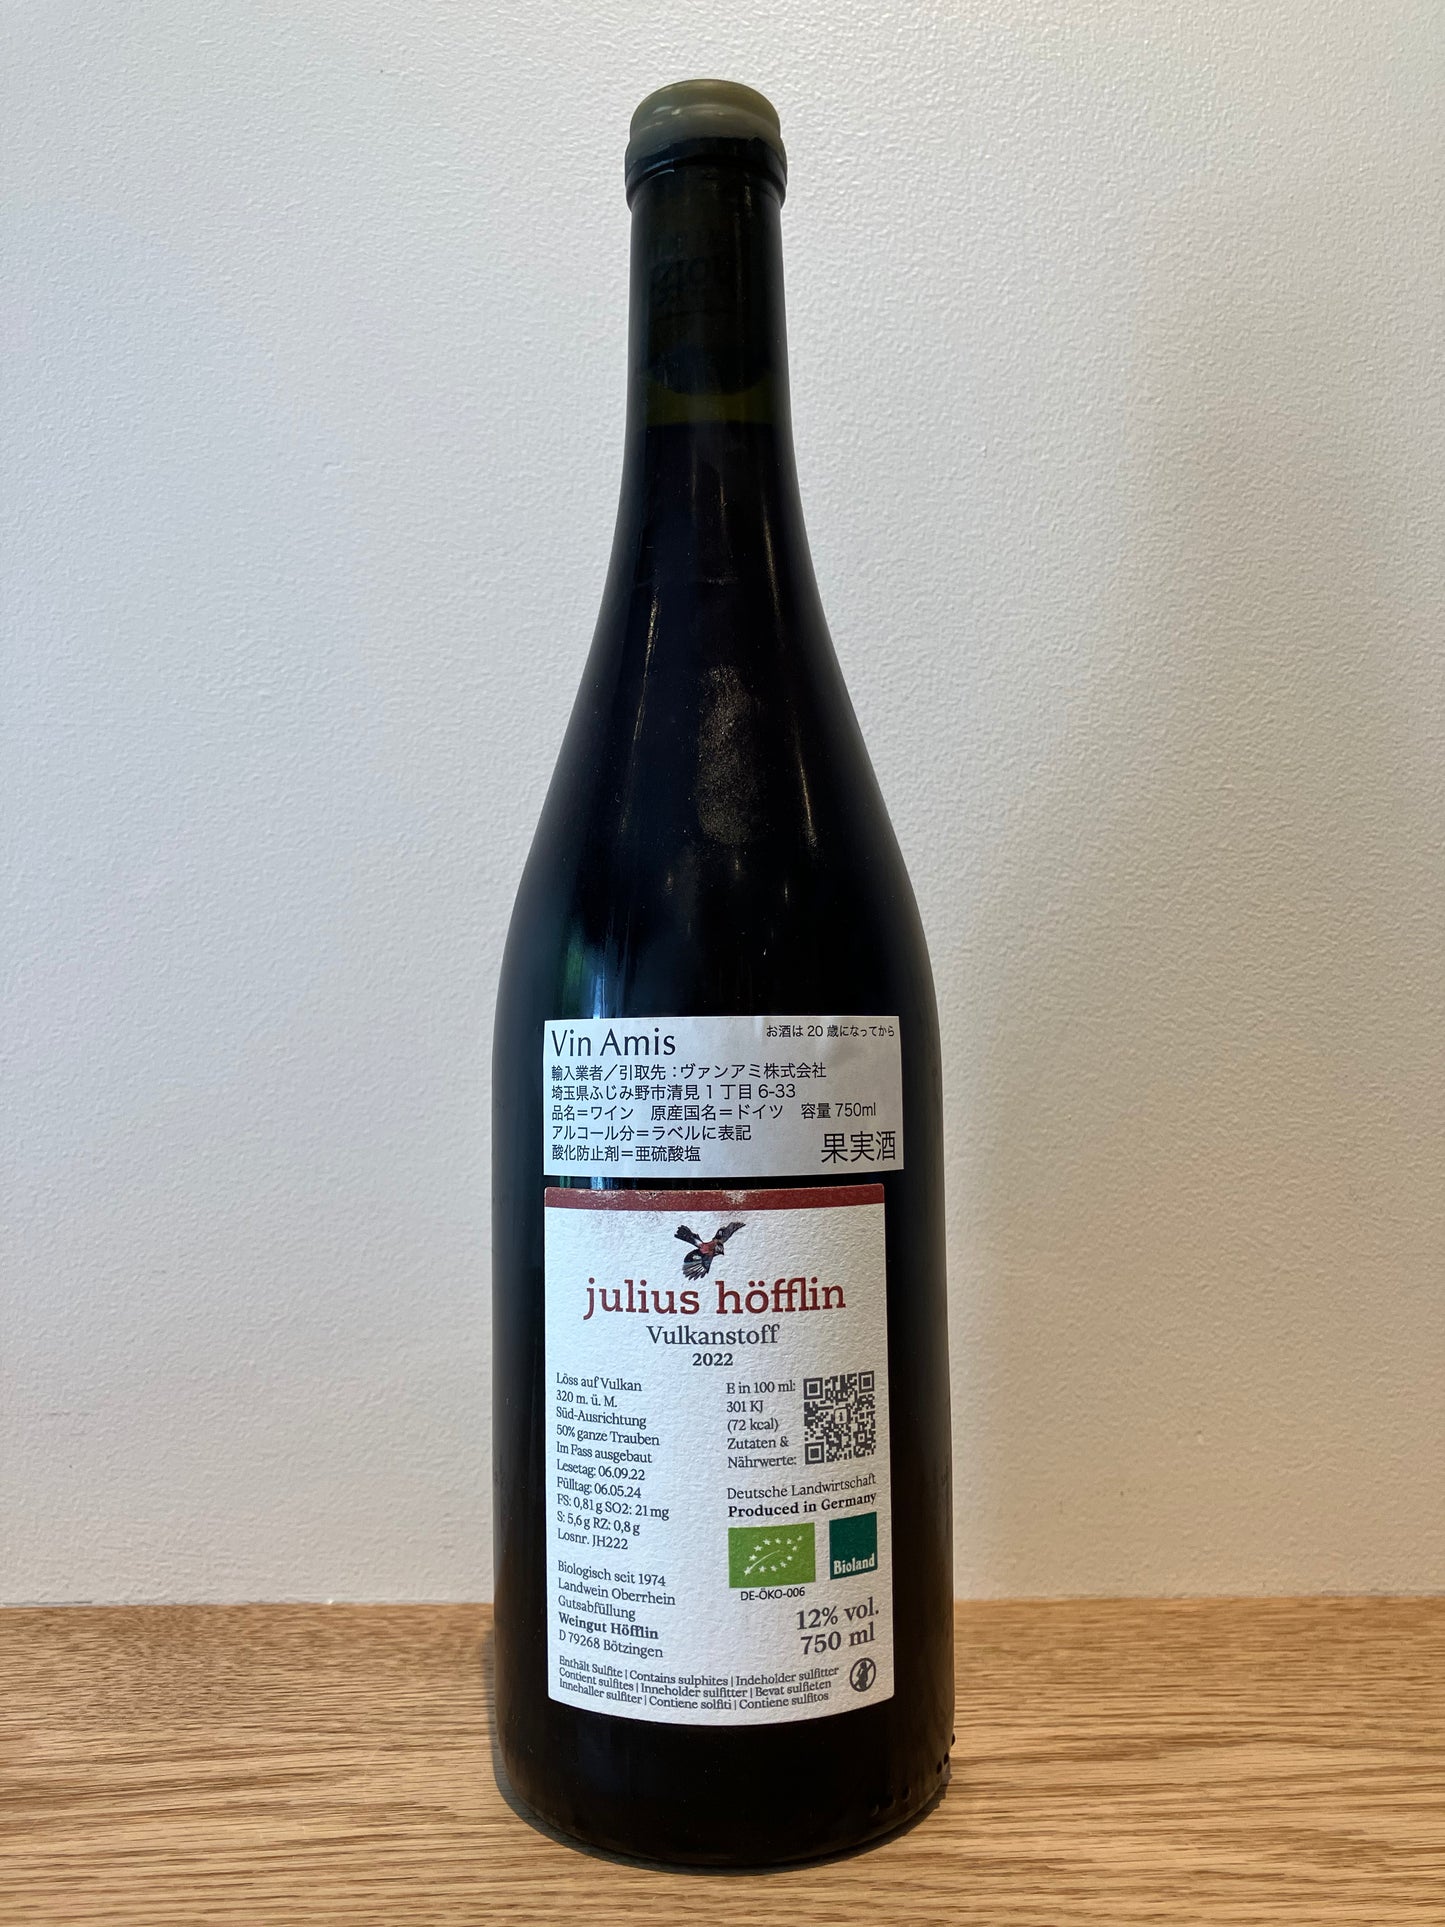 Vin Amis
お酒は 20 歳になってから
輸入業者／引取先：ヴァンアミ株式会社
埼玉県ふじみ野市清見 1 丁目 6-33
品名＝ワイン　原産国名＝ドイツ　容量 750ml
アルコール分＝ラベルに表記
酸化防止剤＝亜硫酸塩
果実酒
julius höfflin
Vulkanstoff
2022
Löss auf Vulkan
320 m. ü. M.
Süd-Ausrichtung
50% ganze Trauben
Im Fass ausgebaut
Lesetag: 06.09.22
Fülltag: 06.05.24
FS: 0,81 g SO2: 21 mg
S: 5,6 g RZ: 0,8 g
Losnr. JH222
Biologisch seit 1974
Landwein Oberrhein
Gutsabfüllung
Weingut Höfflin
D 79268 Bötzingen
E in 100 ml:
301 KJ
(72 kcal)
Zutaten &
Nährwerte:
Deutsche Landwirtschaft
Produced in Germany
Bioland
DE-ÖKO-006
12% vol.
750 ml
Enthält Sulfite | Contains sulphites | Indeholder sulfitter
Contient sulfites | Inneholder sulfitter | Bevat sulfieten
Innehaller sulfiter | Contiene solfiti | Contiene sulfitos